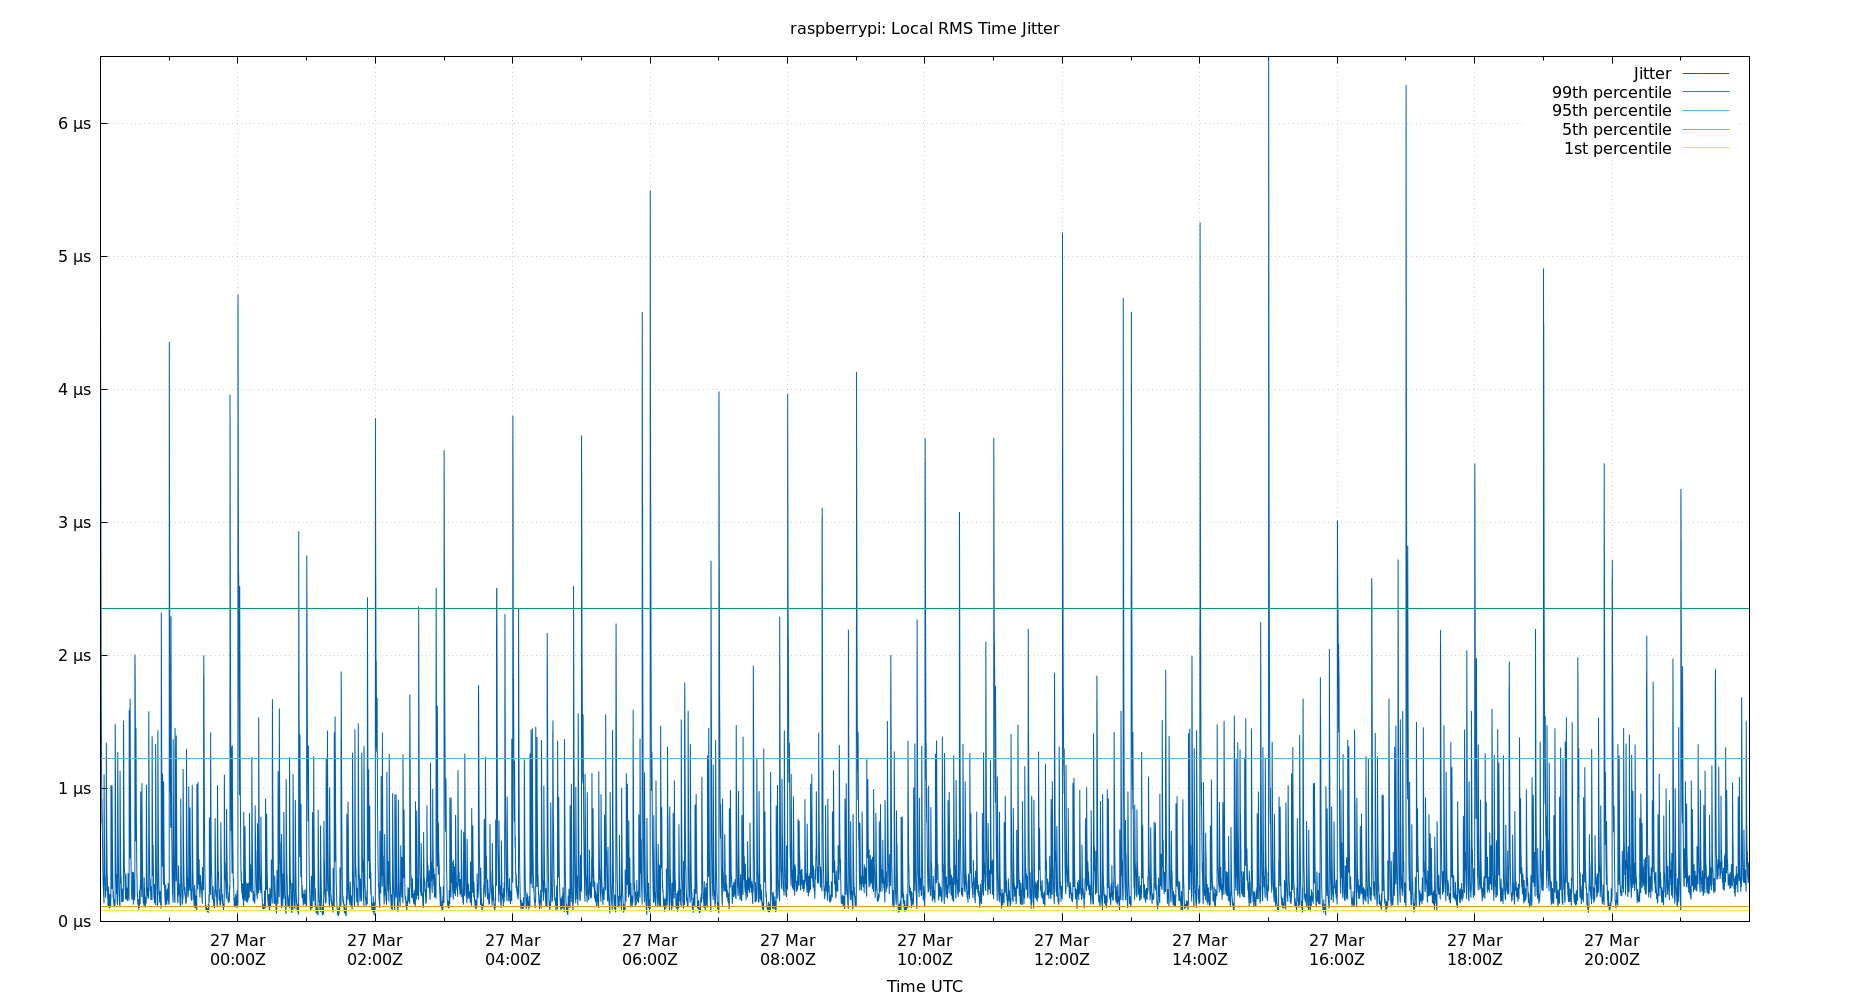 raspberrypi: Local RMS Time Jitter
Jitter
99th percentile
95th percentile
5th percentile
1st percentile
6 µs
5 µs
4 µs
3 µs
2 µs
1 µs
0 µs
27 Mar 27 Mar 27 Mar 27 Mar 27 Mar 27 Mar 27 Mar 27 Mar 27 Mar 27 Mar 27 Mar
00:00Z 02:00Z 04:00Z 06:00Z 08:00Z 10:00Z 12:00Z 14:00Z 16:00Z 18:00Z 20:00Z
Time UTC